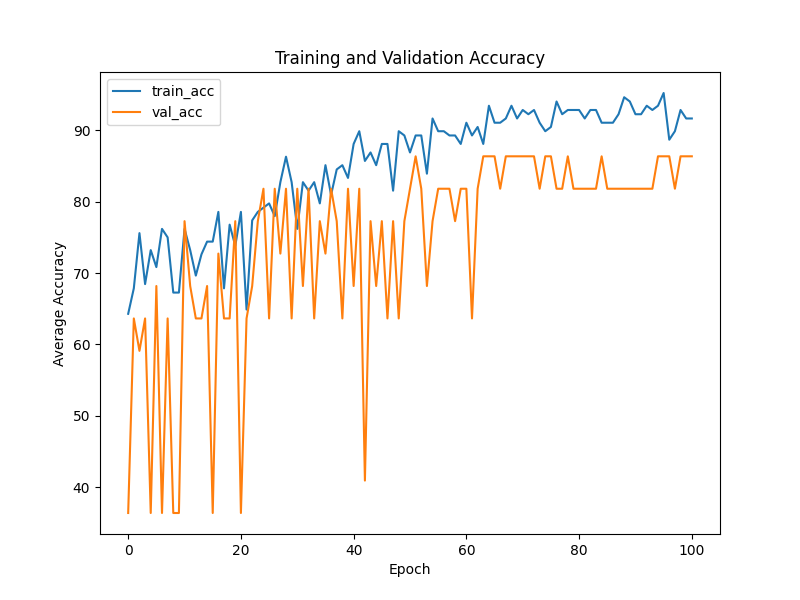 Training and Validation Accuracy
train_acc
val_acc
Average Accuracy
90
80
70
60
50
40
0 20 40 60 80 100
Epoch